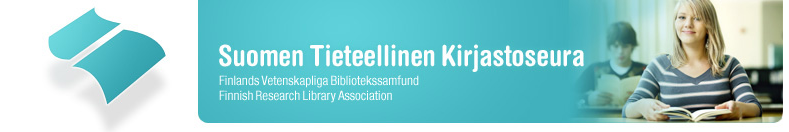 Suomen Tieteellinen Kirjastoseura
Finlands Vetenskapliga Bibliotekssamfund
Finnish Research Library Association